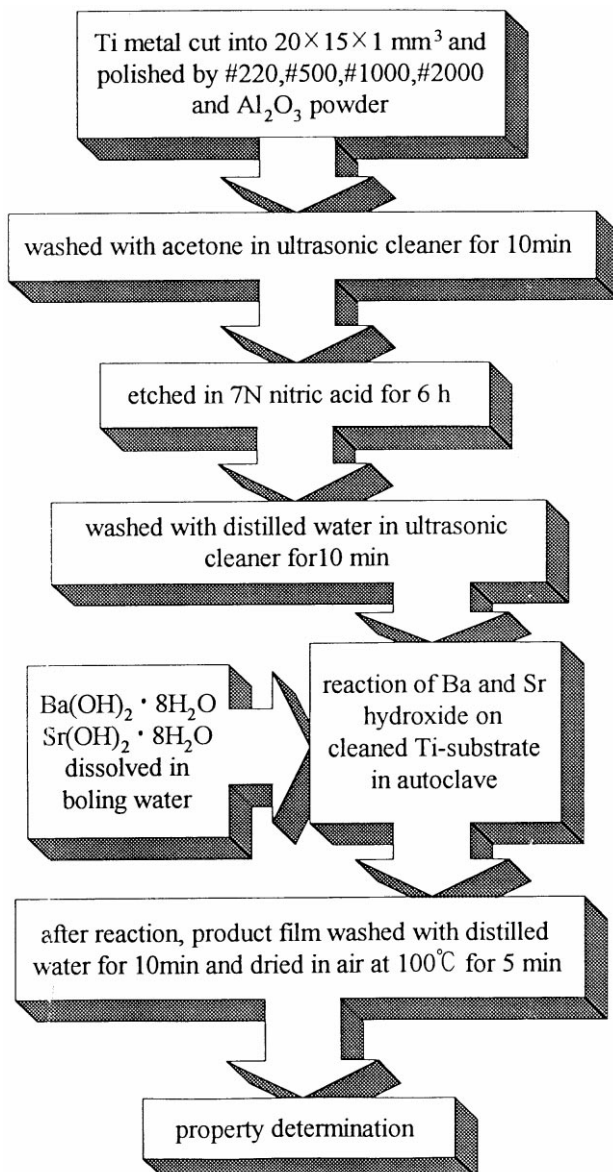 Ti metal cut into 20×15×1 mm³ and
polished by #220,#500,#1000,#2000
and Al₂O₃ powder
washed with acetone in ultrasonic cleaner for 10min
etched in 7N nitric acid for 6 h
washed with distilled water in ultrasonic
cleaner for10 min
Ba(OH)₂・8H₂O
Sr(OH)₂・8H₂O
dissolved in
boling water
reaction of Ba and Sr
hydroxide on
cleaned Ti-substrate
in autoclave
after reaction, product film washed with distilled
water for 10min and dried in air at 100℃ for 5 min
property determination